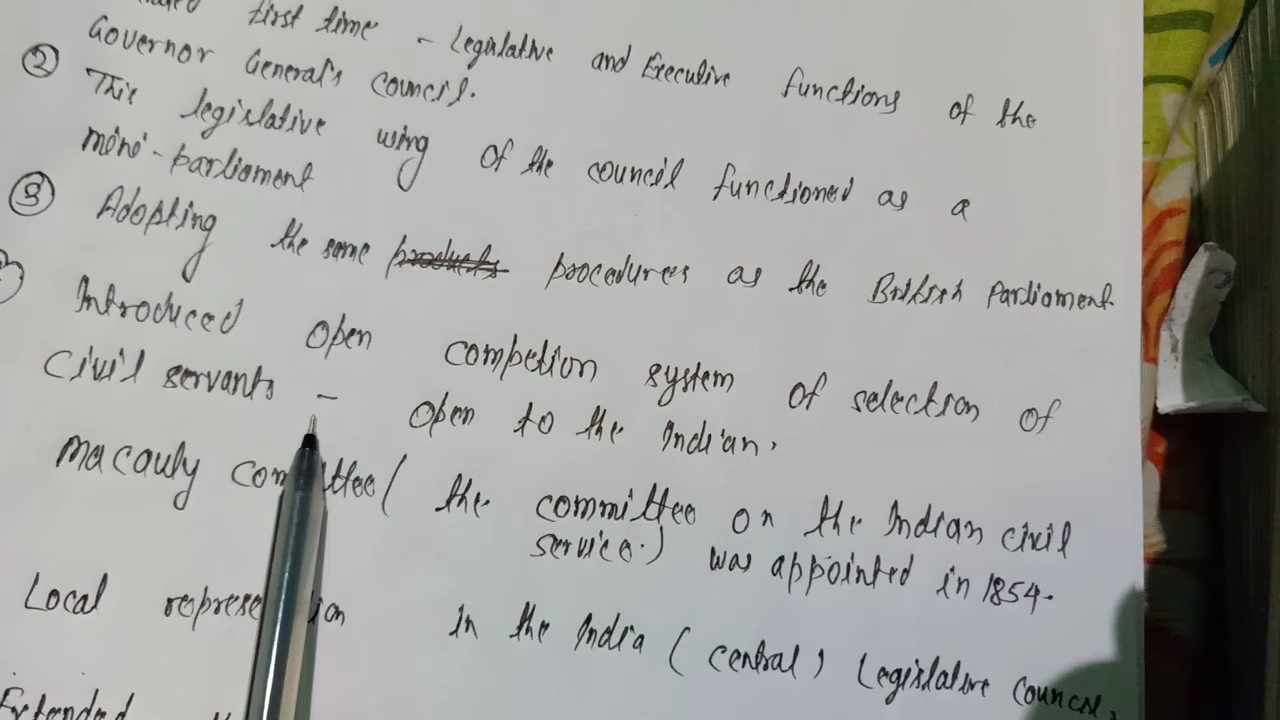 first time - Legislative and Executive functions of the
Governor General's council.
② This legislative wing of the council functioned as a
mini-parliament
③ Adopting the same products procedures as the British Parliament
Introduced open competion system of selection of
civil servants - open to the Indian.
Macauly committee ( the committee on the Indian civil
service.) was appointed in 1854.
Local in the India (central) Legislative council.
Extended